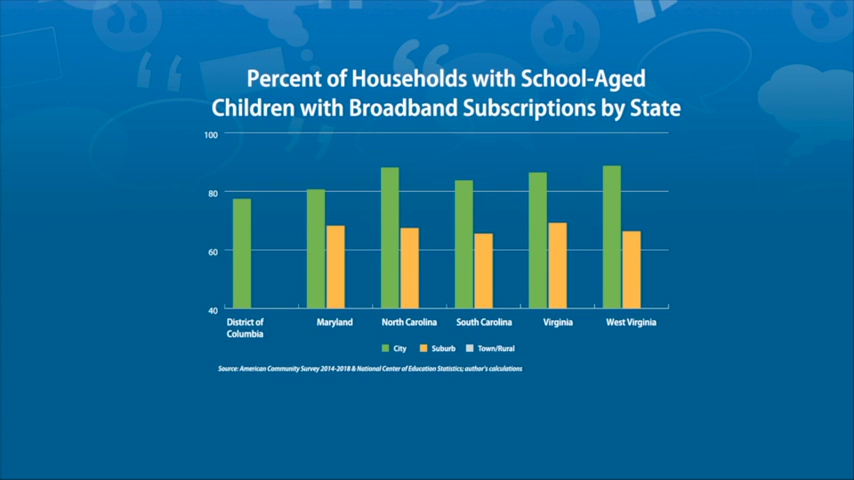 Percent of Households with School-Aged
Children with Broadband Subscriptions by State
100
80
60
40
District of
Columbia
Maryland
North Carolina
South Carolina
Virginia
West Virginia
City
Suburb
Town/Rural
Source: American Community Survey 2014-2018 & National Center of Education Statistics; author's calculations